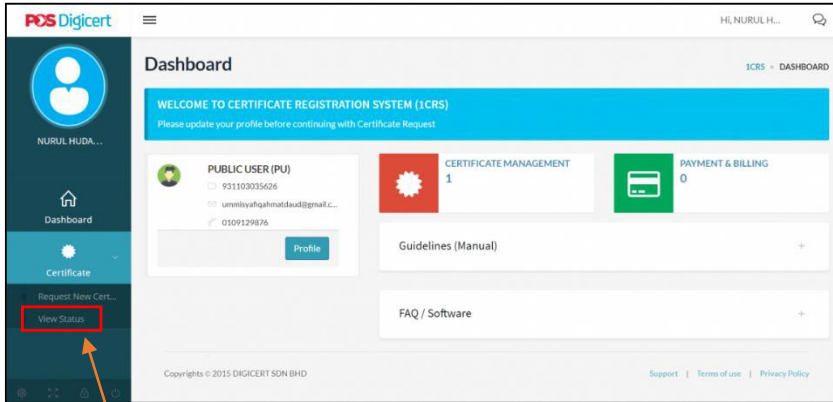 POS Digicert
Hi, NURUL H...
NURUL HUDA...
Dashboard
Certificate
Request New Cert...
View Status
Dashboard
1CRS
DASHBOARD
WELCOME TO CERTIFICATE REGISTRATION SYSTEM (1CRS)
Please update your profile before continuing with Certificate Request
PUBLIC USER (PU)
931103035626
ummisyafiqahmatdaud@gmail.c...
0109129876
Profile
CERTIFICATE MANAGEMENT
1
PAYMENT & BILLING
0
Guidelines (Manual)
FAQ / Software
Copyrights © 2015 DIGICERT SDN BHD
Support | Terms of use | Privacy Policy